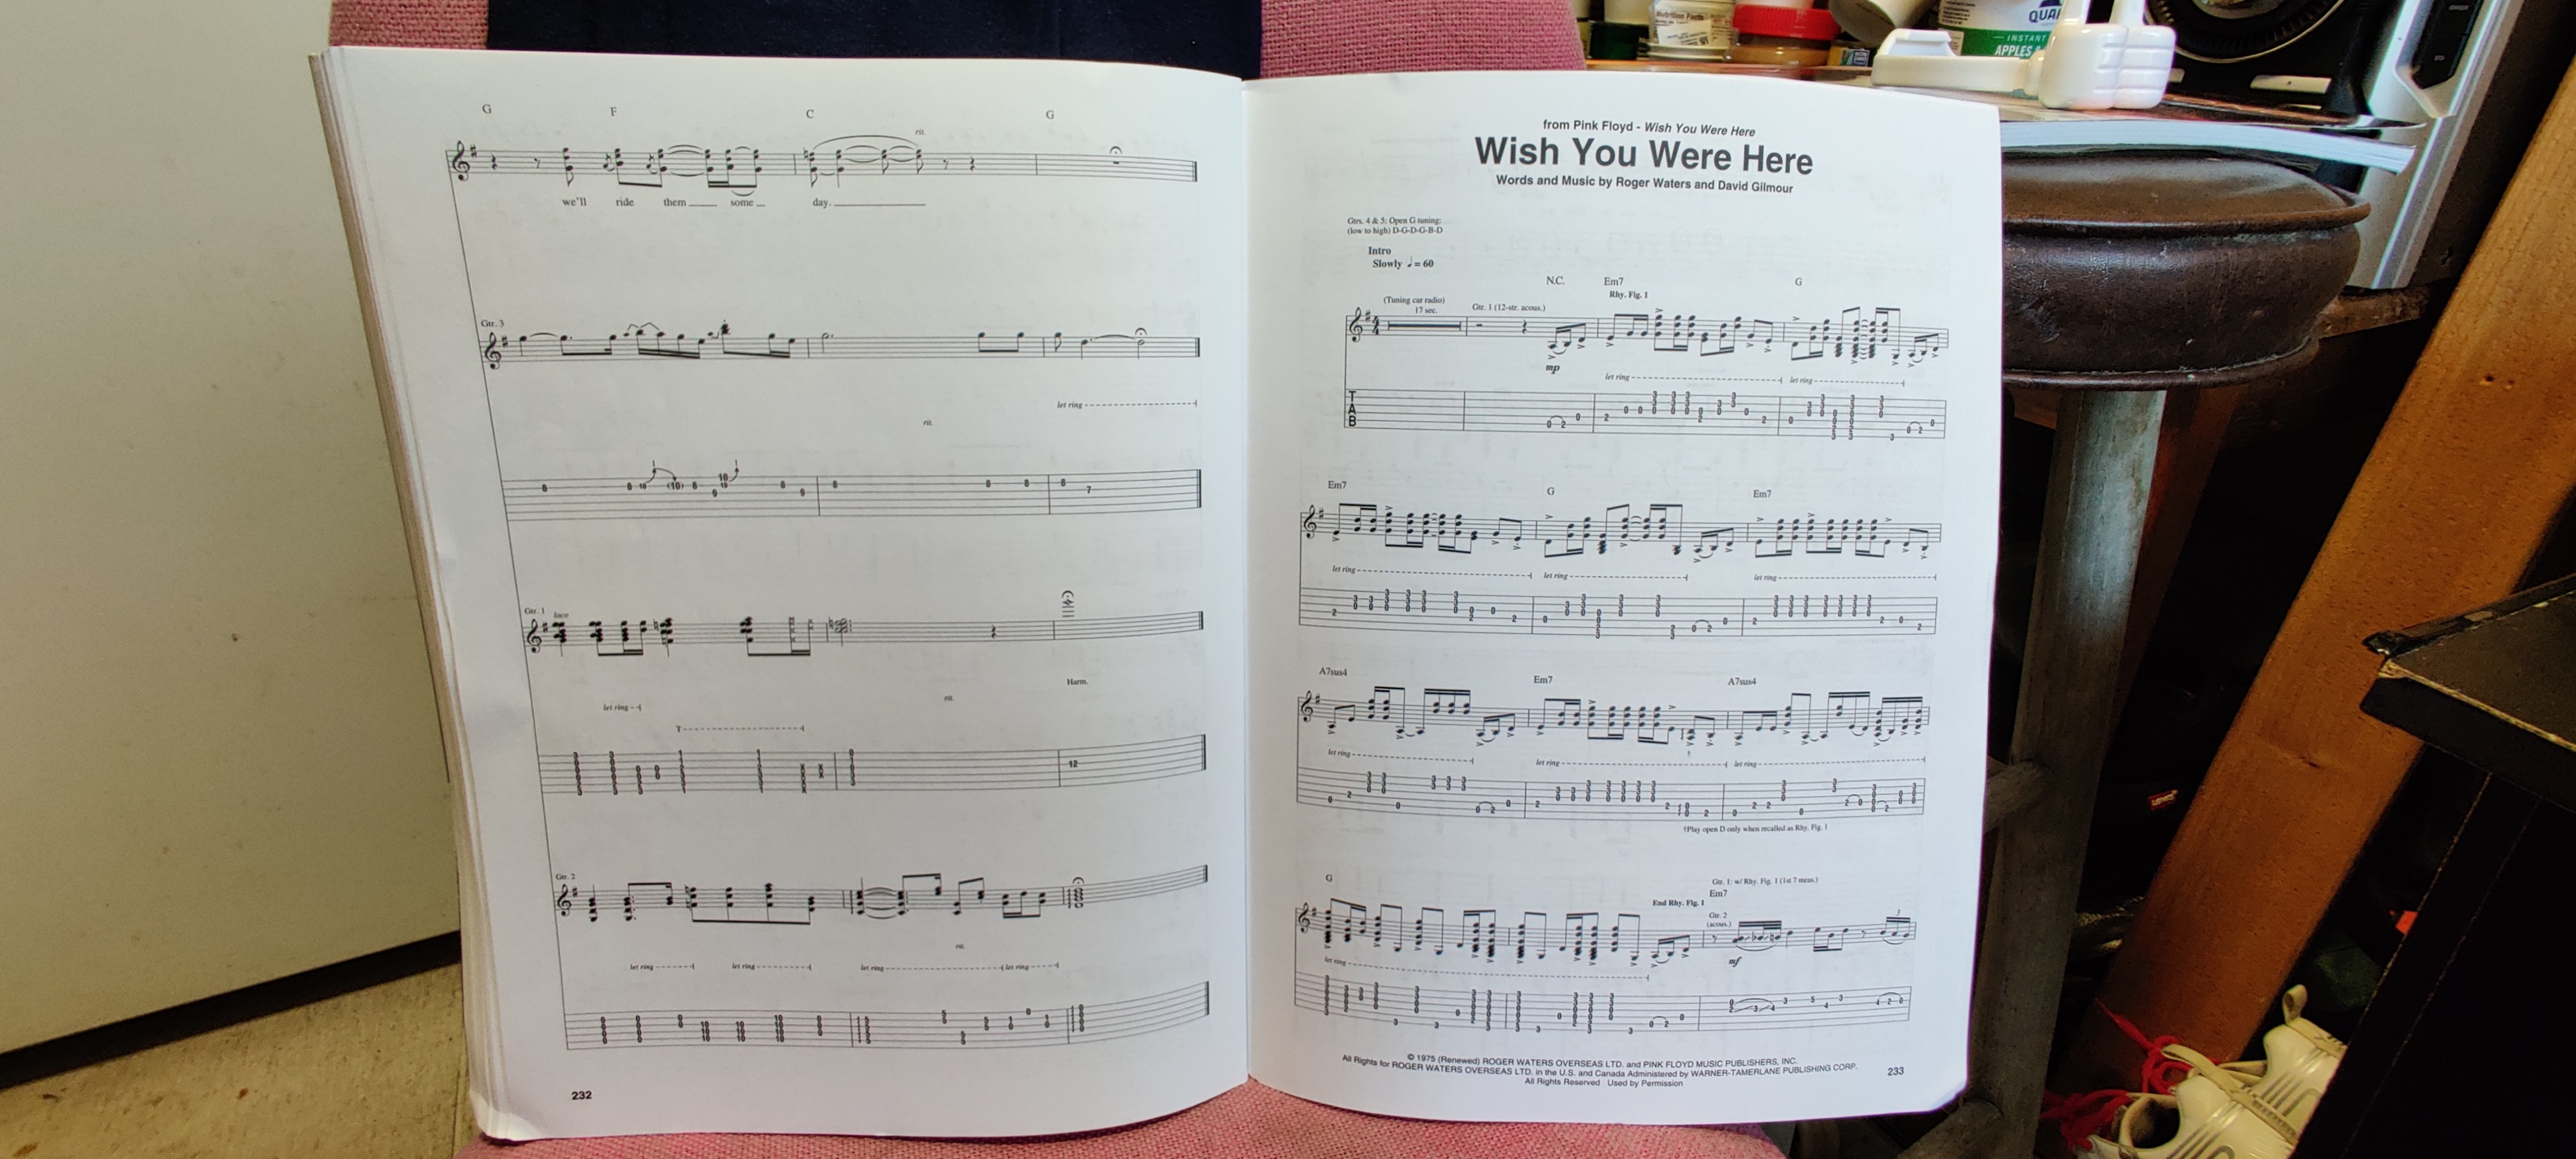 G F C G
rit.
we'll ride them some day.
Gtr. 3
let ring
rit.
Gtr. 1
loco
Harm.
rit.
let ring
T
12
Gtr. 2
rit.
let ring let ring let ring let ring
232
from Pink Floyd - Wish You Were Here
Wish You Were Here
Words and Music by Roger Waters and David Gilmour
Gtrs. 4 & 5: Open G tuning:
(low to high) D-G-D-G-B-D
Intro
Slowly ♩ = 60
N.C. Em7 G
Rhy. Fig. 1
(Tuning car radio)
17 sec.
Gtr. 1 (12-str. acous.)
mp
let ring let ring
T
A
B
Em7 G Em7
let ring let ring let ring
A7sus4 Em7 A7sus4
let ring let ring let ring
†Play open D only when recalled as Rhy. Fig. 1
G
Gtr. 1: w/ Rhy. Fig. 1 (1st 7 meas.)
Em7
End Rhy. Fig. 1
Gtr. 2
(acous.)
3
mf
let ring
© 1975 (Renewed) ROGER WATERS OVERSEAS LTD. and PINK FLOYD MUSIC PUBLISHERS, INC.
All Rights for ROGER WATERS OVERSEAS LTD. in the U.S. and Canada Administered by WARNER-TAMERLANE PUBLISHING CORP.
All Rights Reserved Used by Permission
233
Nutrition Facts
INSTANT
APPLES &